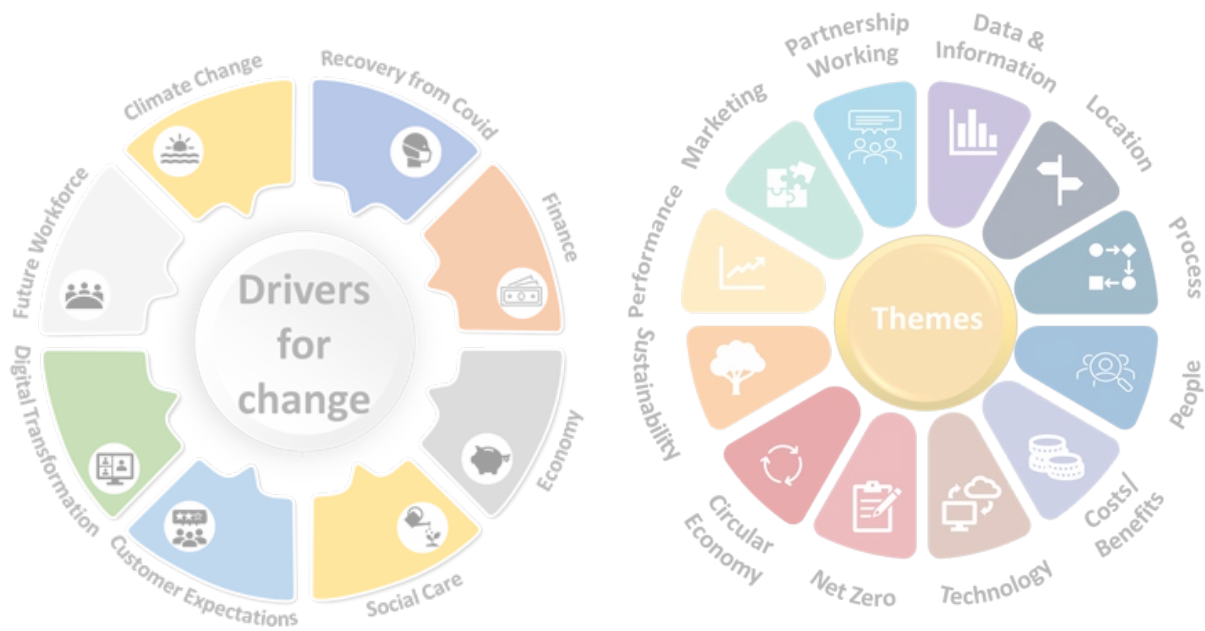 Drivers
for
change
Climate Change
Recovery from Covid
Finance
Economy
Social Care
Customer Expectations
Digital Transformation
Future Workforce
Themes
Partnership
Working
Data &
Information
Location
Process
People
Costs/
Benefits
Technology
Net Zero
Circular
Economy
Sustainability
Performance
Marketing